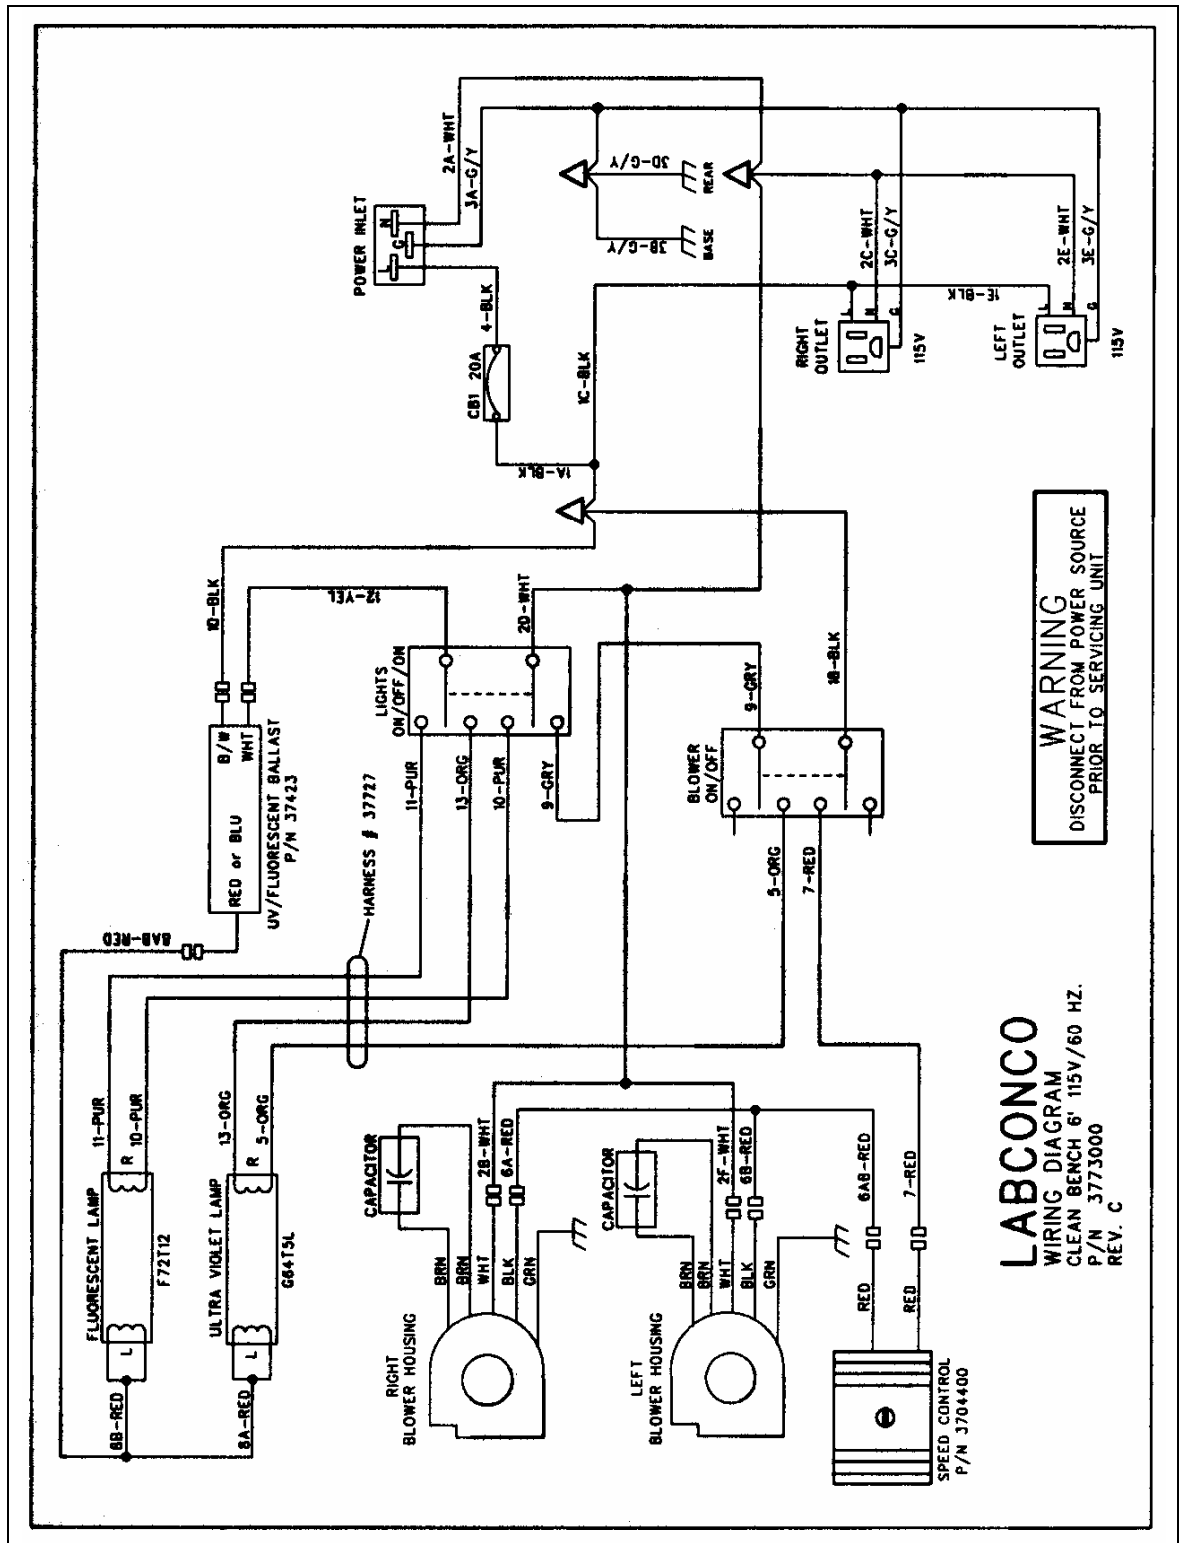 POWER INLET
N
G
L
2A-WHT
3A-G/Y
4-BLK
CB1 20A
1A-BLK
1C-BLK
3D-G/Y
REAR
3B-G/Y
BASE
2C-WHT
3C-G/Y
2E-WHT
3E-G/Y
1E-BLK
L
N
G
RIGHT
OUTLET
115V
L
N
G
LEFT
OUTLET
115V
1D-BLK
12-YEL
2D-WHT
1B-BLK
9-GRY
B/W
WHT
RED or BLU
UV/FLUORESCENT BALLAST
P/N 37423
LIGHTS
ON/OFF/ON
11-PUR
13-ORG
10-PUR
9-GRY
HARNESS # 37727
BLOWER
ON/OFF
5-ORG
7-RED
8AB-RED
11-PUR
10-PUR
13-ORG
5-ORG
FLUORESCENT LAMP
R
L
F72T12
ULTRA VIOLET LAMP
R
L
G64T5L
8B-RED
8A-RED
CAPACITOR
2B-WHT
6A-RED
BRN
BRN
WHT
BLK
GRN
RIGHT
BLOWER HOUSING
CAPACITOR
2F-WHT
6B-RED
BRN
BRN
WHT
BLK
GRN
LEFT
BLOWER HOUSING
6AB-RED
7-RED
RED
RED
SPEED CONTROL
P/N 3704400
WARNING
DISCONNECT FROM POWER SOURCE
PRIOR TO SERVICING UNIT
LABCONCO
WIRING DIAGRAM
CLEAN BENCH 6' 115V/60 HZ.
P/N 3773000
REV. C